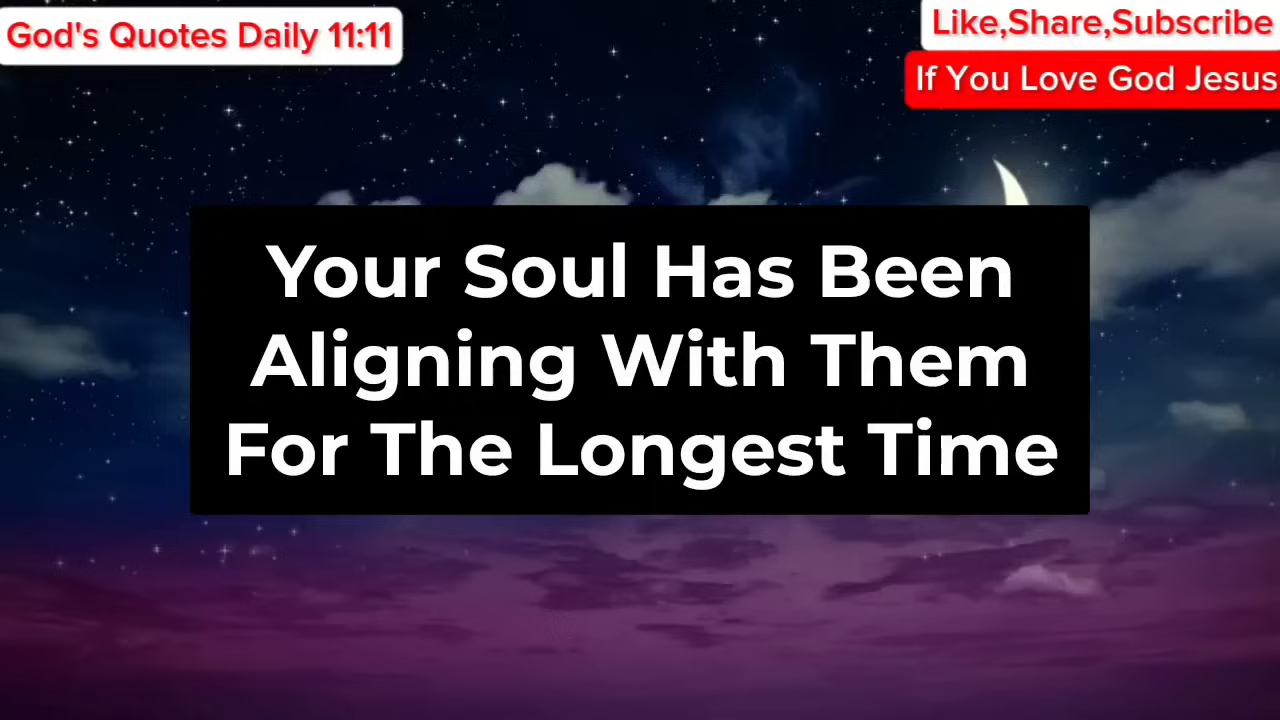 God's Quotes Daily 11:11
Like,Share,Subscribe
If You Love God Jesus
Your Soul Has Been
Aligning With Them
For The Longest Time